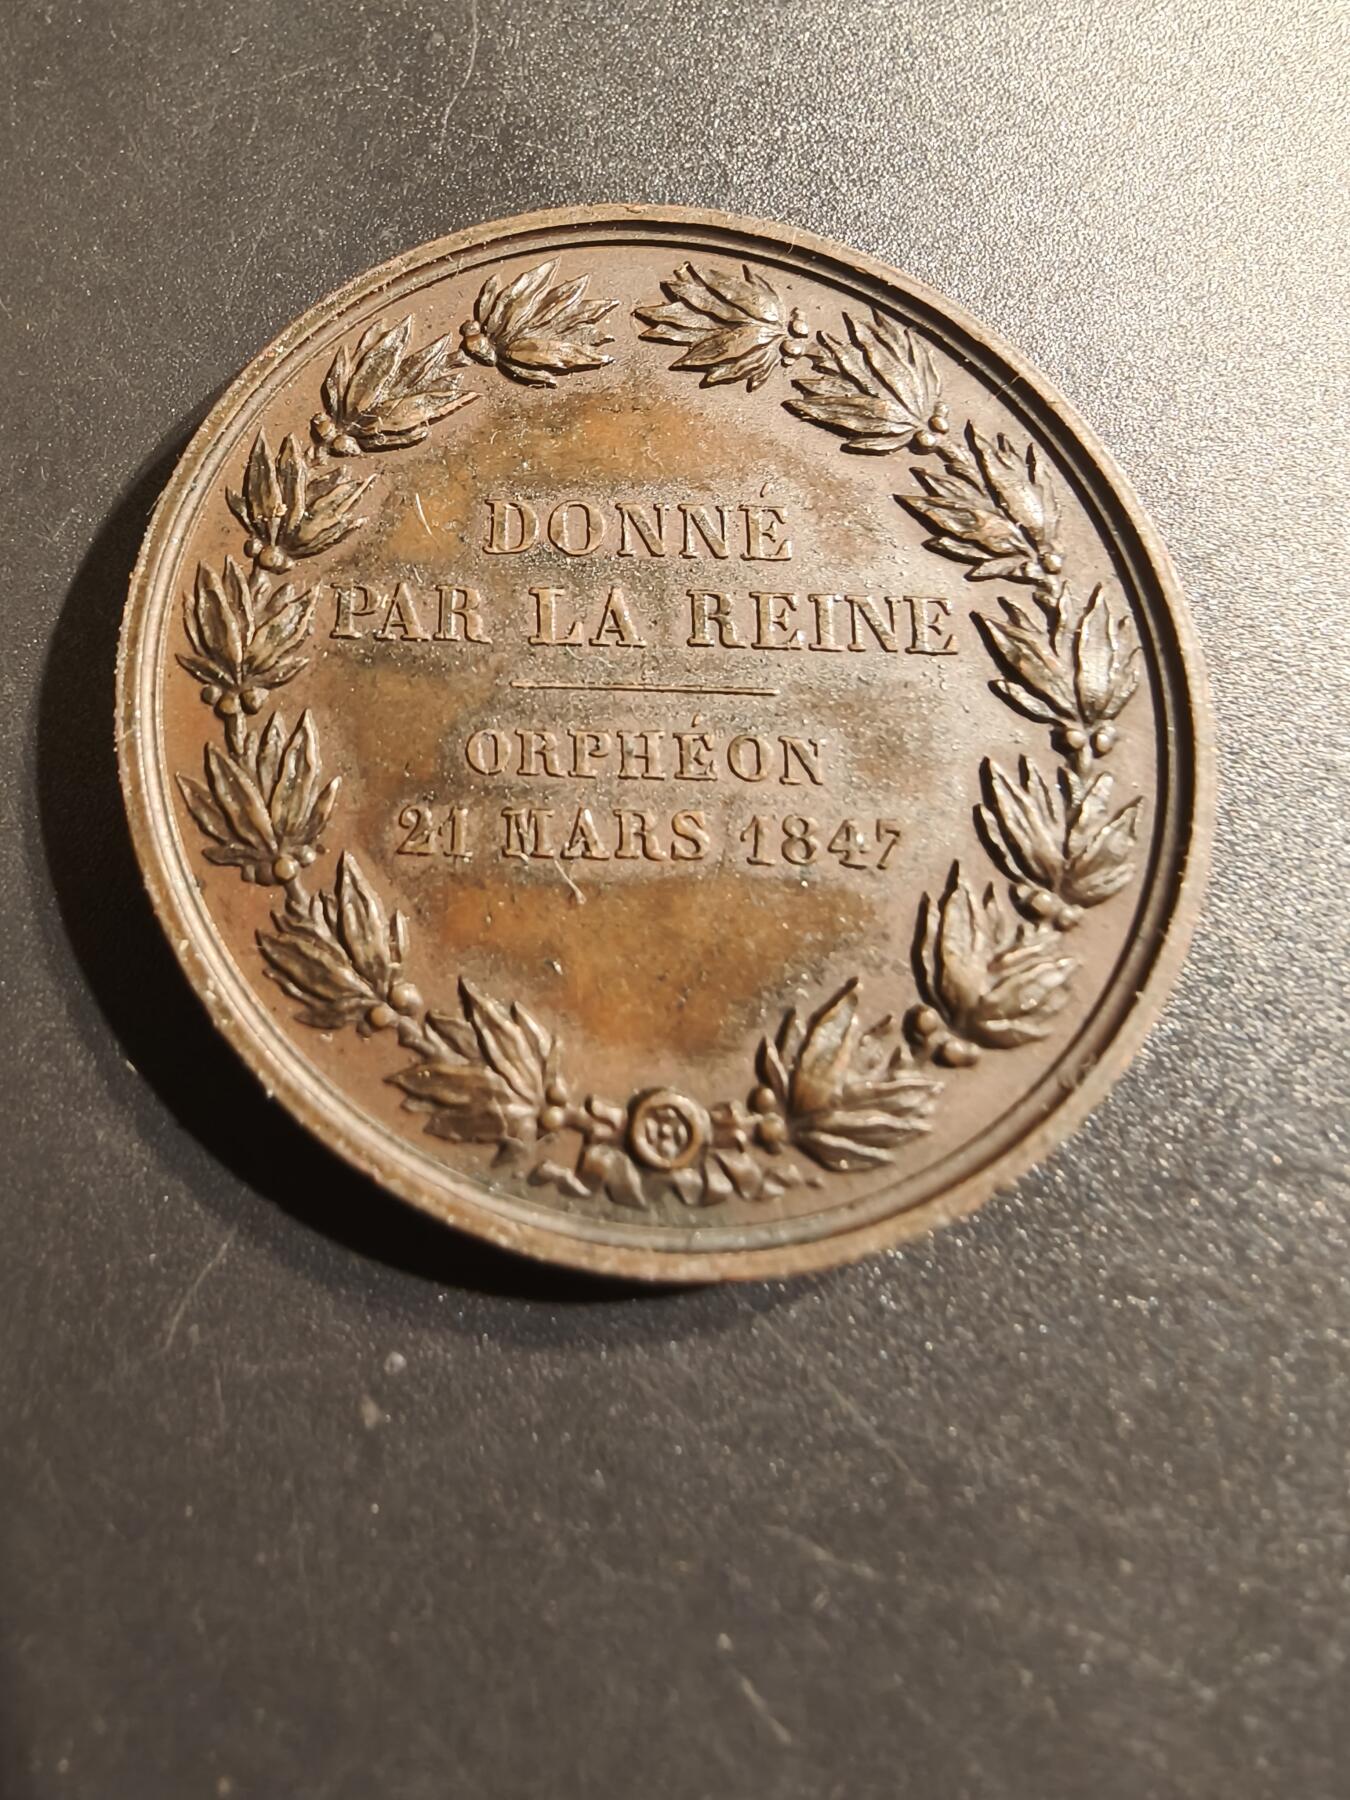 DONNÉ
PAR LA REINE
ORPHÉON
21 MARS 1847